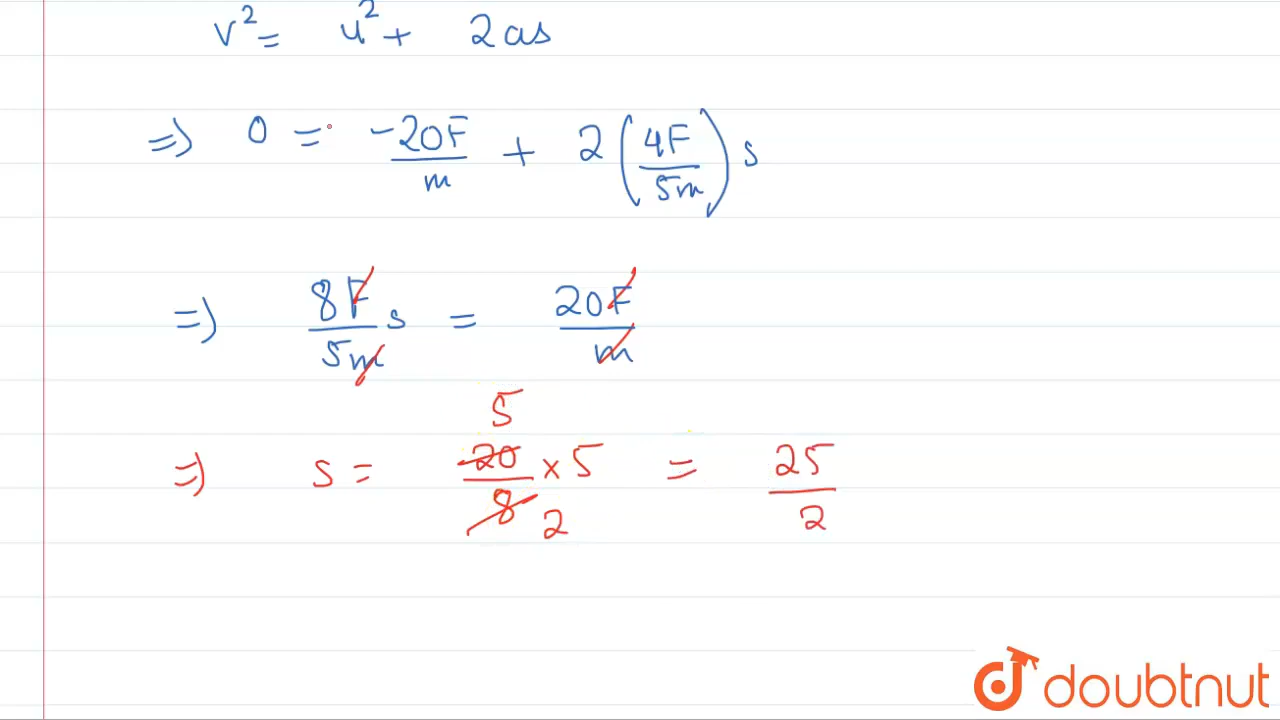 v² = u² + 2as
⇒ 0 = -20F/m + 2(4F/5m)s
⇒ 8F/5m s = 20F/m
5
⇒ s = 20/8 × 5 = 25/2
2
doubtnut